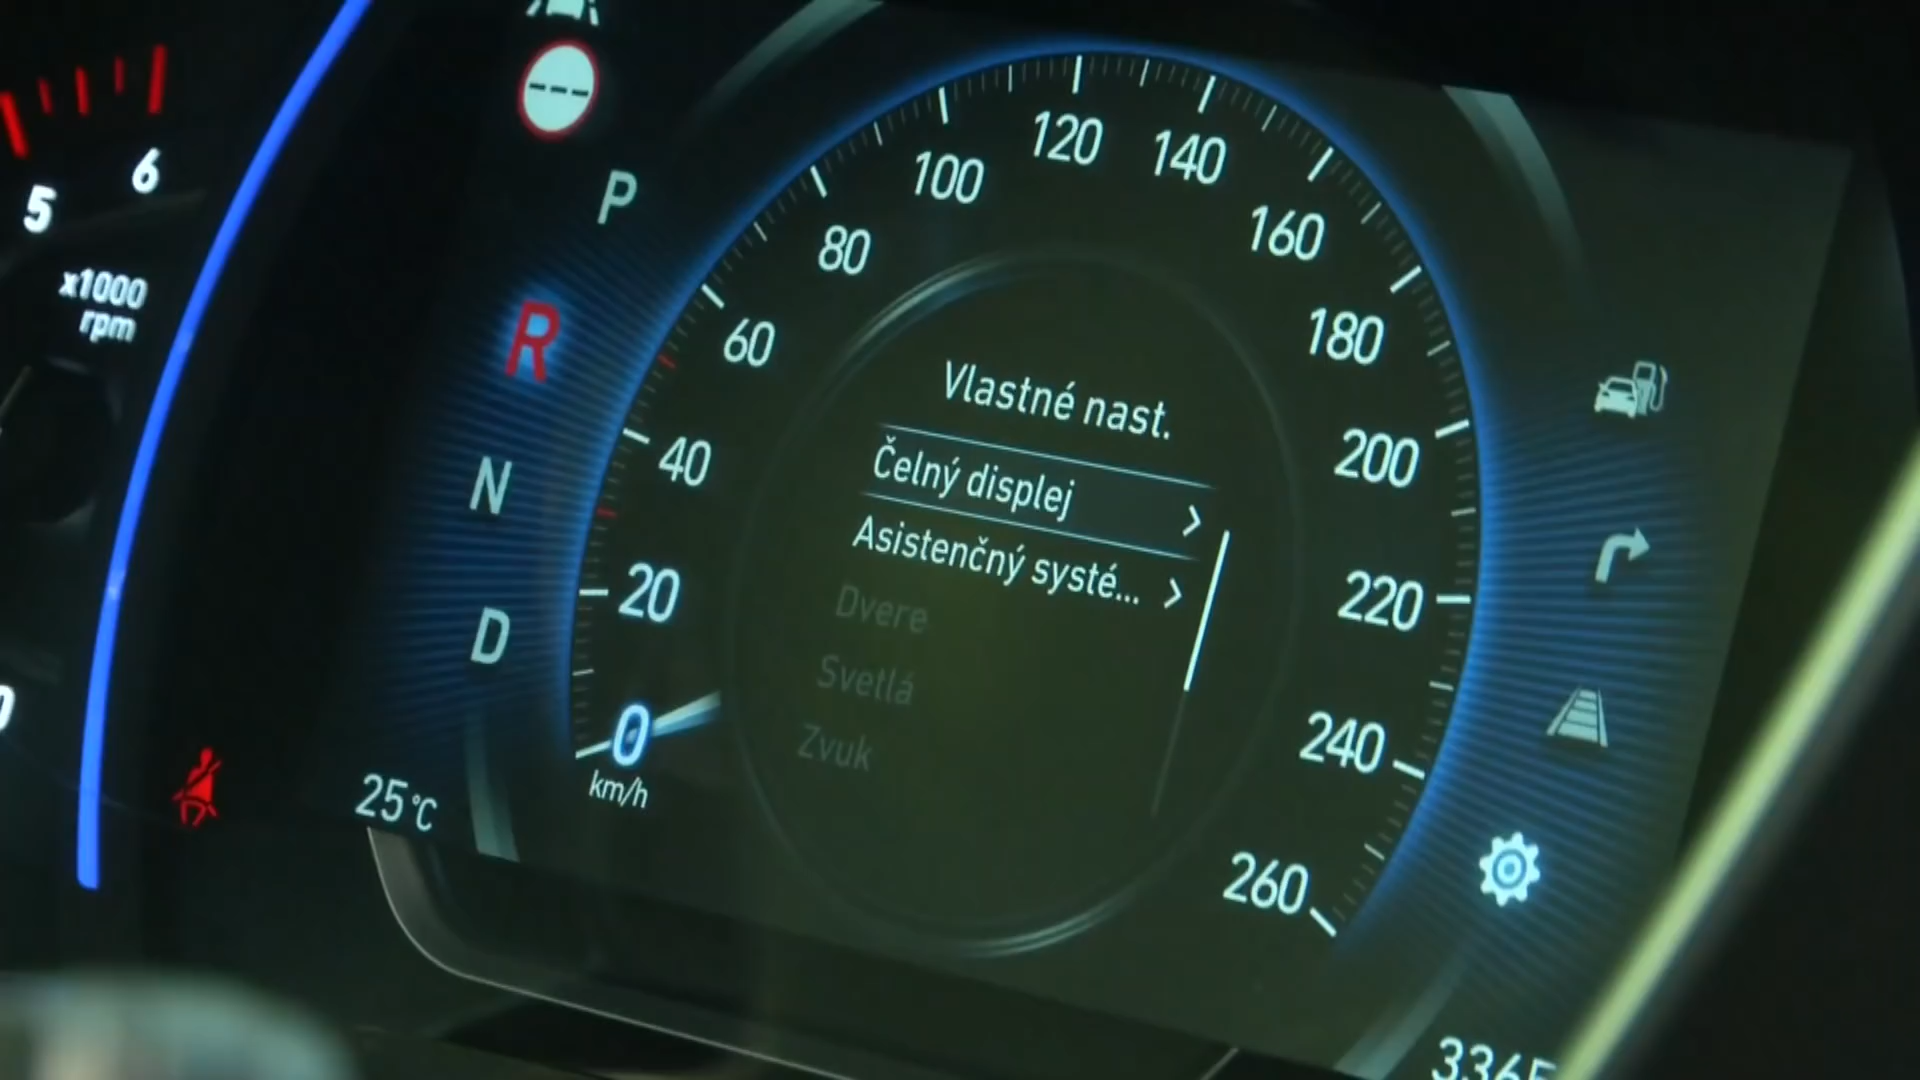 5
6
x1000
rpm
P
R
N
D
0
20
40
60
80
100
120
140
160
180
200
220
240
260
km/h
Vlastné nast.
Čelný displej
Asistenčný systé...
Dvere
Svetlá
Zvuk
25°C